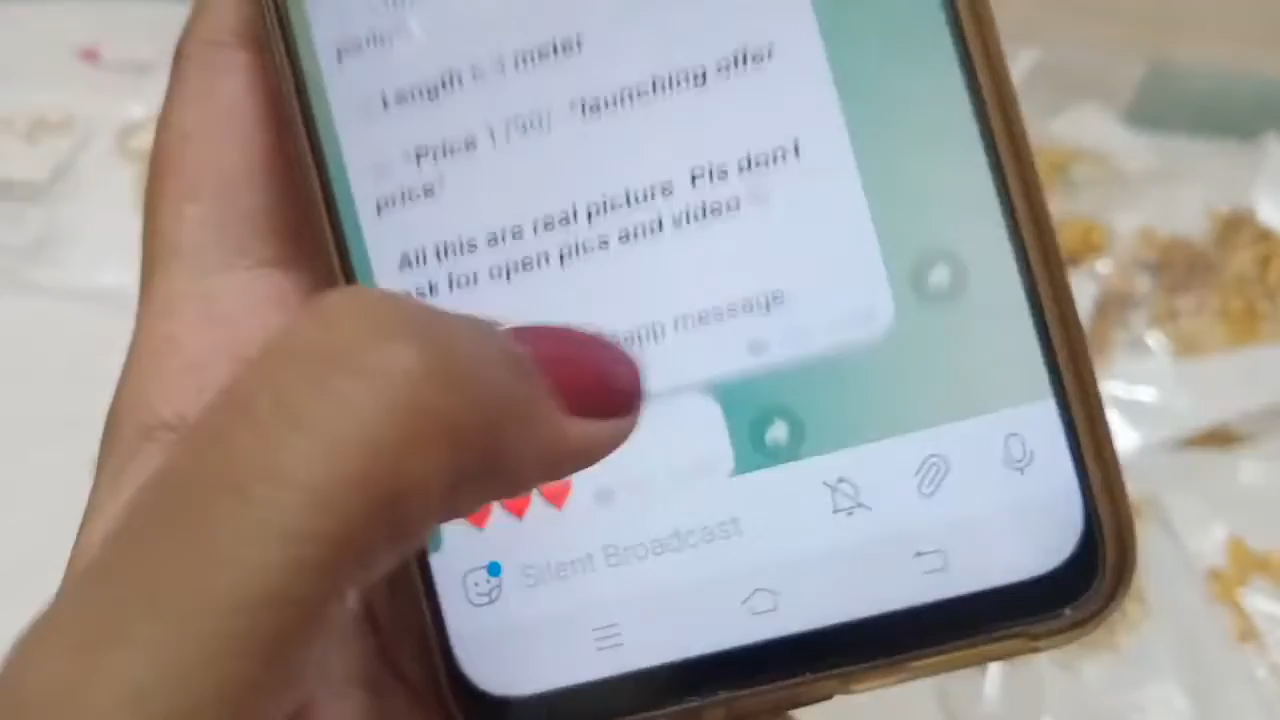 Length meter
Price launching offer
price
All this are real picture Pls don't
ask for open pics and video
message
Silent Broadcast